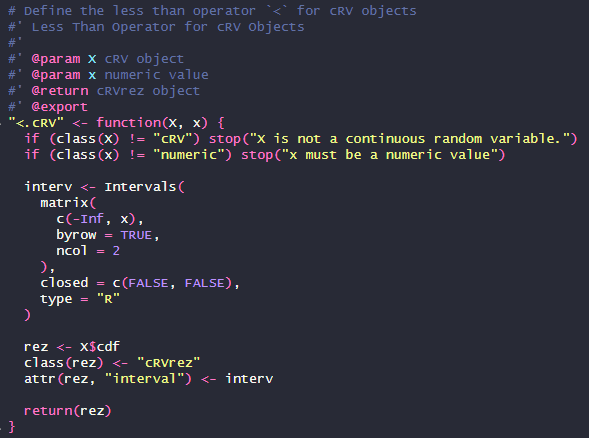 # Define the less than operator `<` for cRV objects
#' Less Than Operator for cRV Objects
#'
#' @param X cRV object
#' @param x numeric value
#' @return cRVrez object
#' @export
"<.cRV" <- function(X, x) {
  if (class(X) != "cRV") stop("X is not a continuous random variable.")
  if (class(x) != "numeric") stop("x must be a numeric value")

  interv <- Intervals(
    matrix(
      c(-Inf, x),
      byrow = TRUE,
      ncol = 2
    ),
    closed = c(FALSE, FALSE),
    type = "R"
  )

  rez <- X$cdf
  class(rez) <- "cRVrez"
  attr(rez, "interval") <- interv

  return(rez)
}